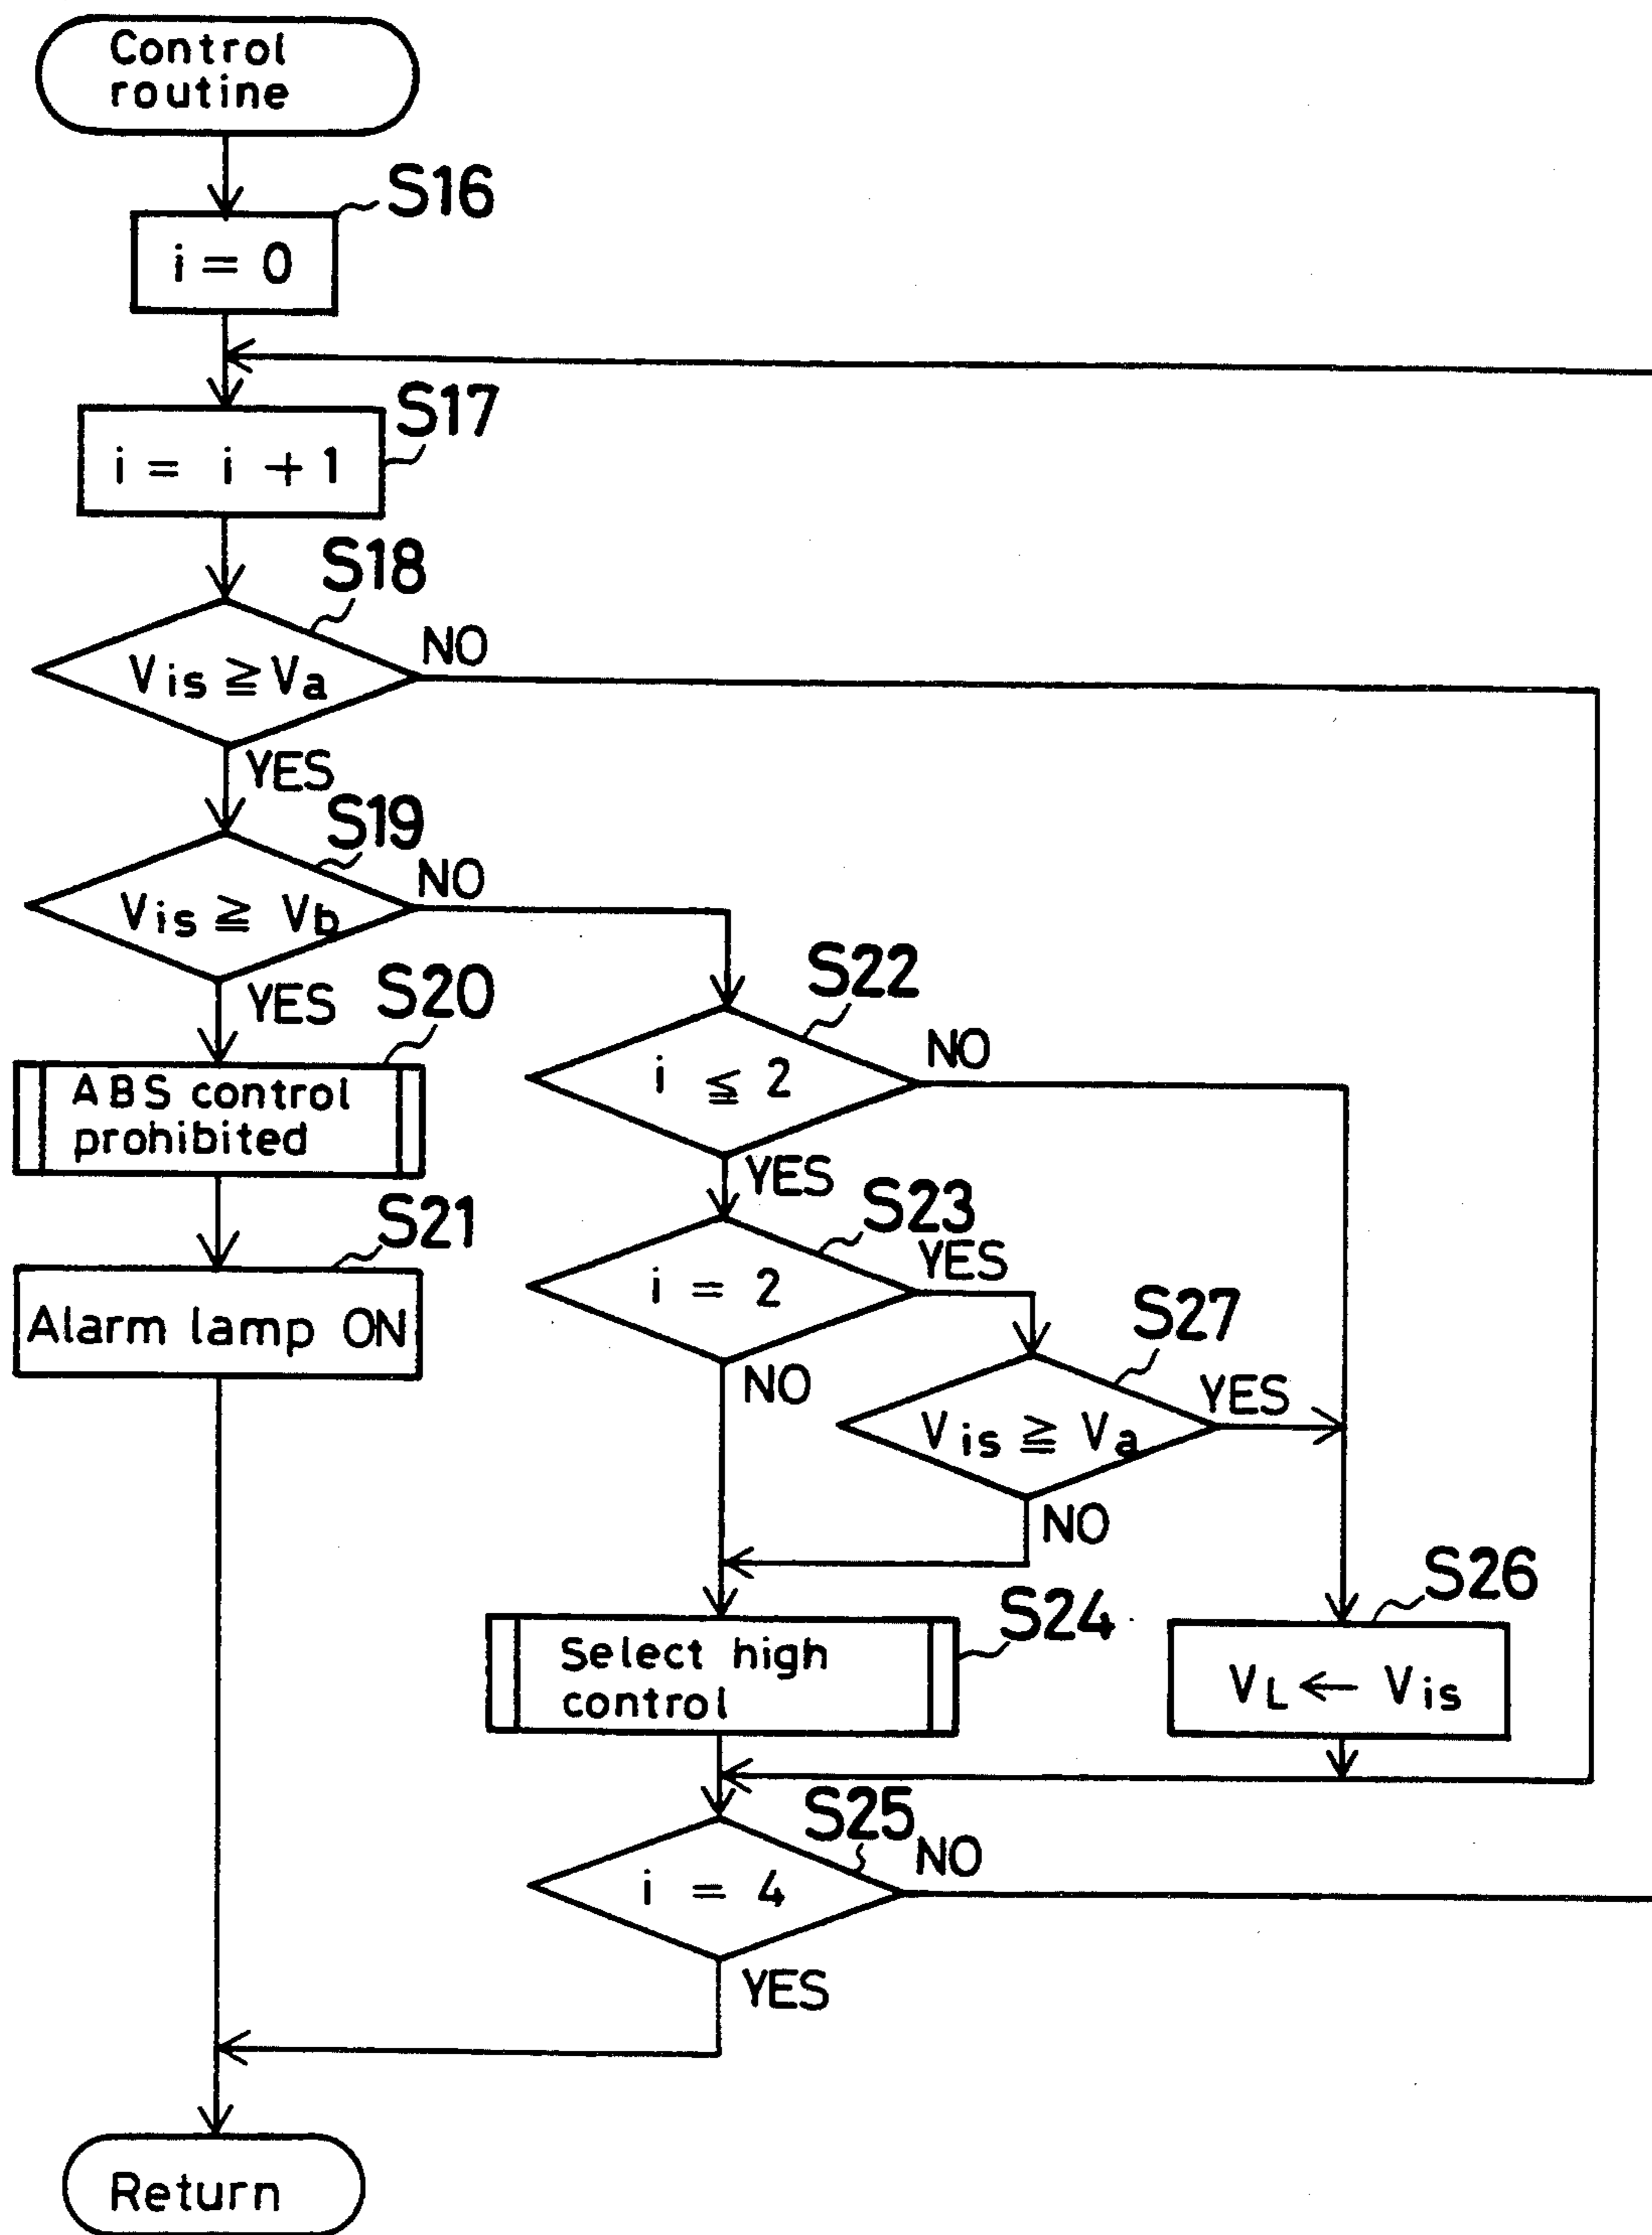 Control
routine
S16
i = 0
S17
i = i + 1
S18
Vis ≧ Va
NO
YES
S19
Vis ≧ Vb
NO
YES
S20
ABS control
prohibited
S21
Alarm lamp ON
S22
i ≦ 2
NO
YES
S23
i = 2
YES
NO
S27
Vis ≧ Va
YES
NO
S24
Select high
control
S26
VL ← Vis
S25
i = 4
NO
YES
Return